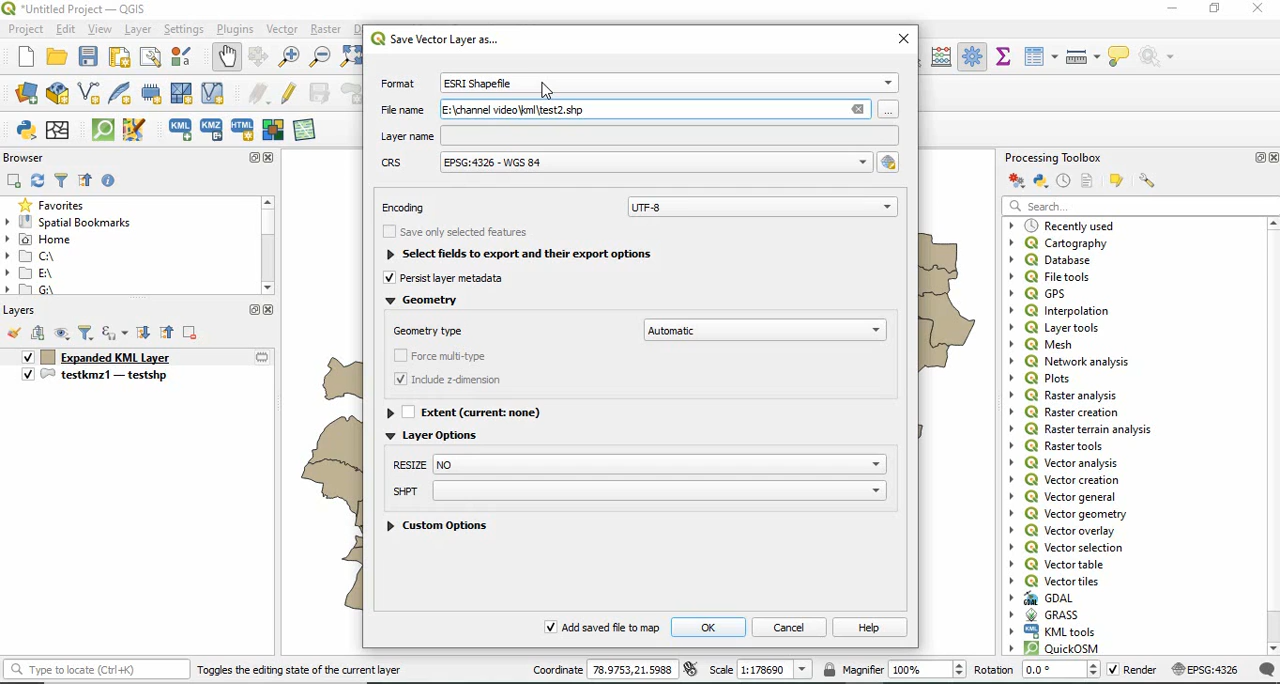 *Untitled Project — QGIS
Project Edit View Layer Settings Plugins Vector Raster
Save Vector Layer as...
Format ESRI Shapefile
File name E:\channel video\kml\test2.shp ...
Layer name
CRS EPSG:4326 - WGS 84
KML KMZ HTML
Browser
Favorites
Spatial Bookmarks
Home
C:\
E:\
G:\
Layers
Expanded KML Layer
testkmz1 — testshp
Encoding UTF-8
Save only selected features
Select fields to export and their export options
Persist layer metadata
Geometry
Geometry type Automatic
Force multi-type
Include z-dimension
Extent (current: none)
Layer Options
RESIZE NO
SHPT
Custom Options
Add saved file to map OK Cancel Help
Processing Toolbox
Search...
Recently used
Cartography
Database
File tools
GPS
Interpolation
Layer tools
Mesh
Network analysis
Plots
Raster analysis
Raster creation
Raster terrain analysis
Raster tools
Vector analysis
Vector creation
Vector general
Vector geometry
Vector overlay
Vector selection
Vector table
Vector tiles
GDAL
GRASS
KML tools
QuickOSM
Type to locate (Ctrl+K) Toggles the editing state of the current layer Coordinate 78.9753,21.5988 Scale 1:178690 Magnifier 100% Rotation 0.0 ° Render EPSG:4326